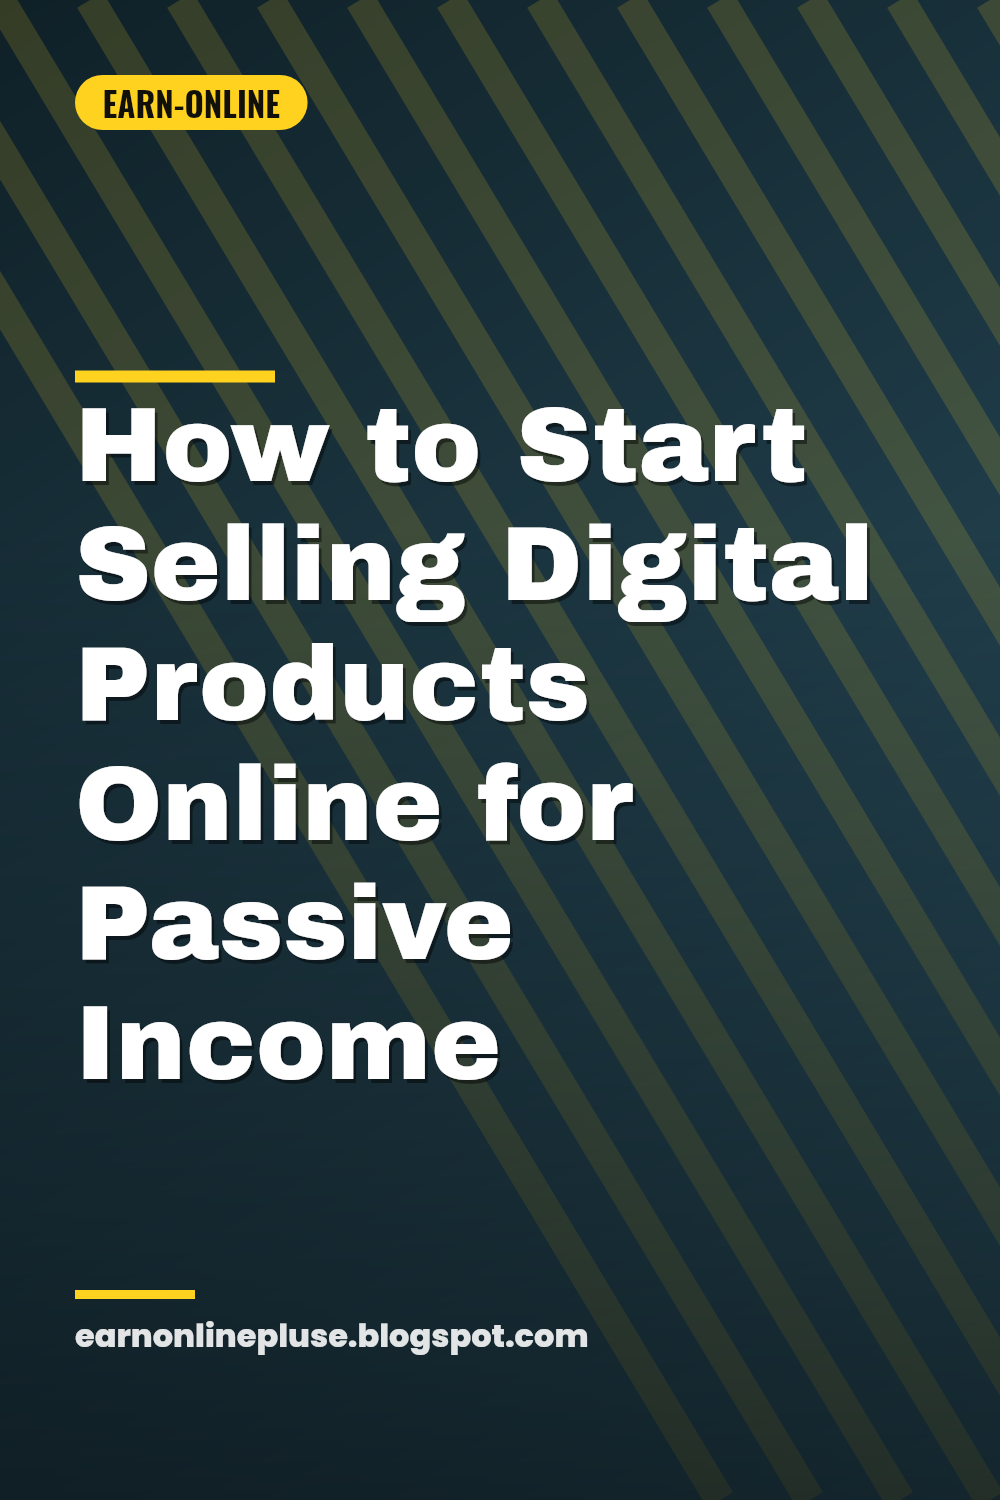 EARN-ONLINE
How to Start
Selling Digital
Products
Online for
Passive
Income
earnonlinepluse.blogspot.com